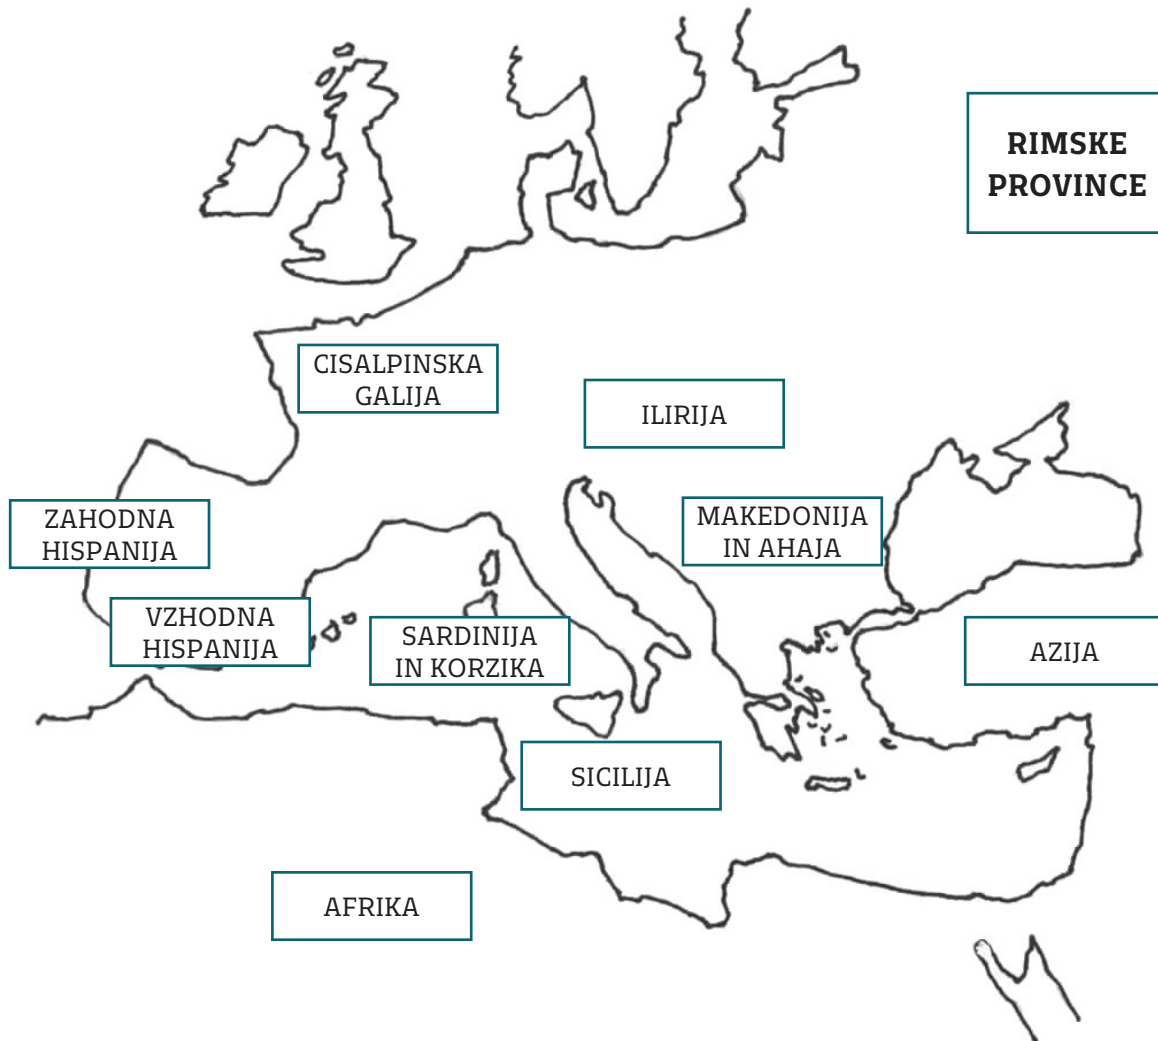 RIMSKE
PROVINCE
CISALPINSKA
GALIJA
ILIRIJA
ZAHODNA
HISPANIJA
MAKEDONIJA
IN AHAJA
VZHODNA
HISPANIJA
SARDINIJA
IN KORZIKA
AZIJA
SICILIJA
AFRIKA